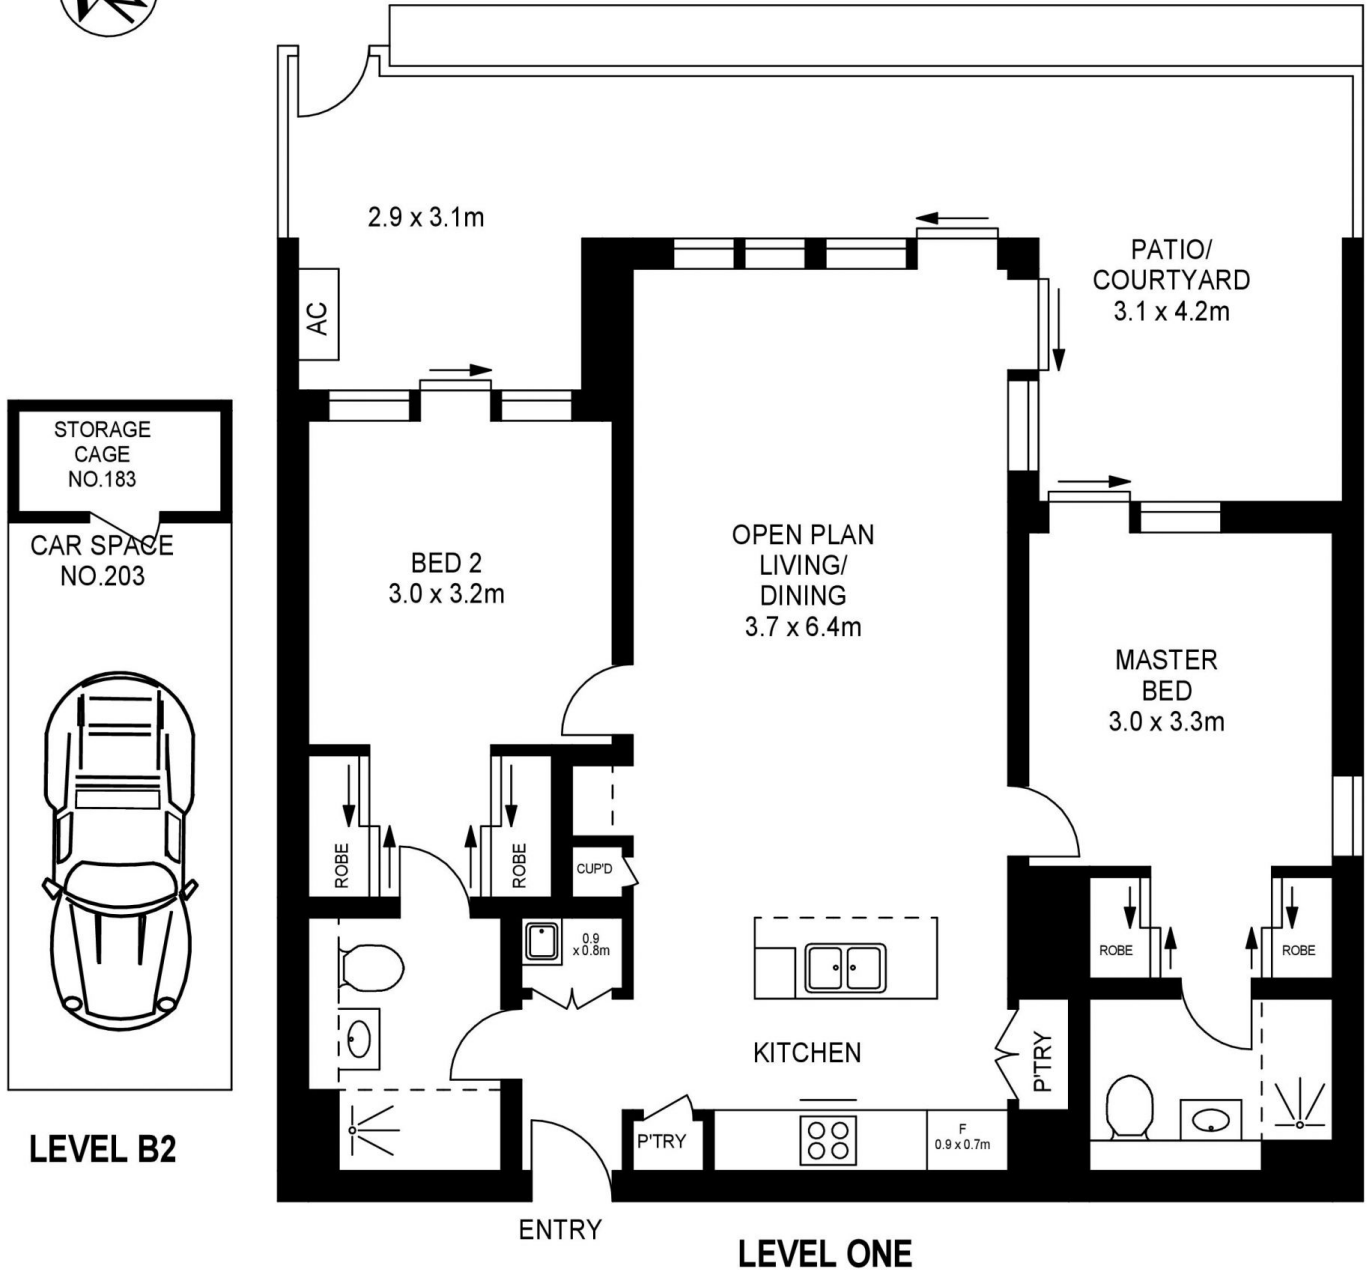 2.9 x 3.1m
PATIO/
COURTYARD
3.1 x 4.2m
AC
STORAGE
CAGE
NO.183
CAR SPACE
NO.203
BED 2
3.0 x 3.2m
OPEN PLAN
LIVING/
DINING
3.7 x 6.4m
MASTER
BED
3.0 x 3.3m
ROBE
ROBE
CUP'D
0.9
x 0.8m
ROBE
ROBE
KITCHEN
P'TRY
P'TRY
F
0.9 x 0.7m
LEVEL B2
ENTRY
LEVEL ONE